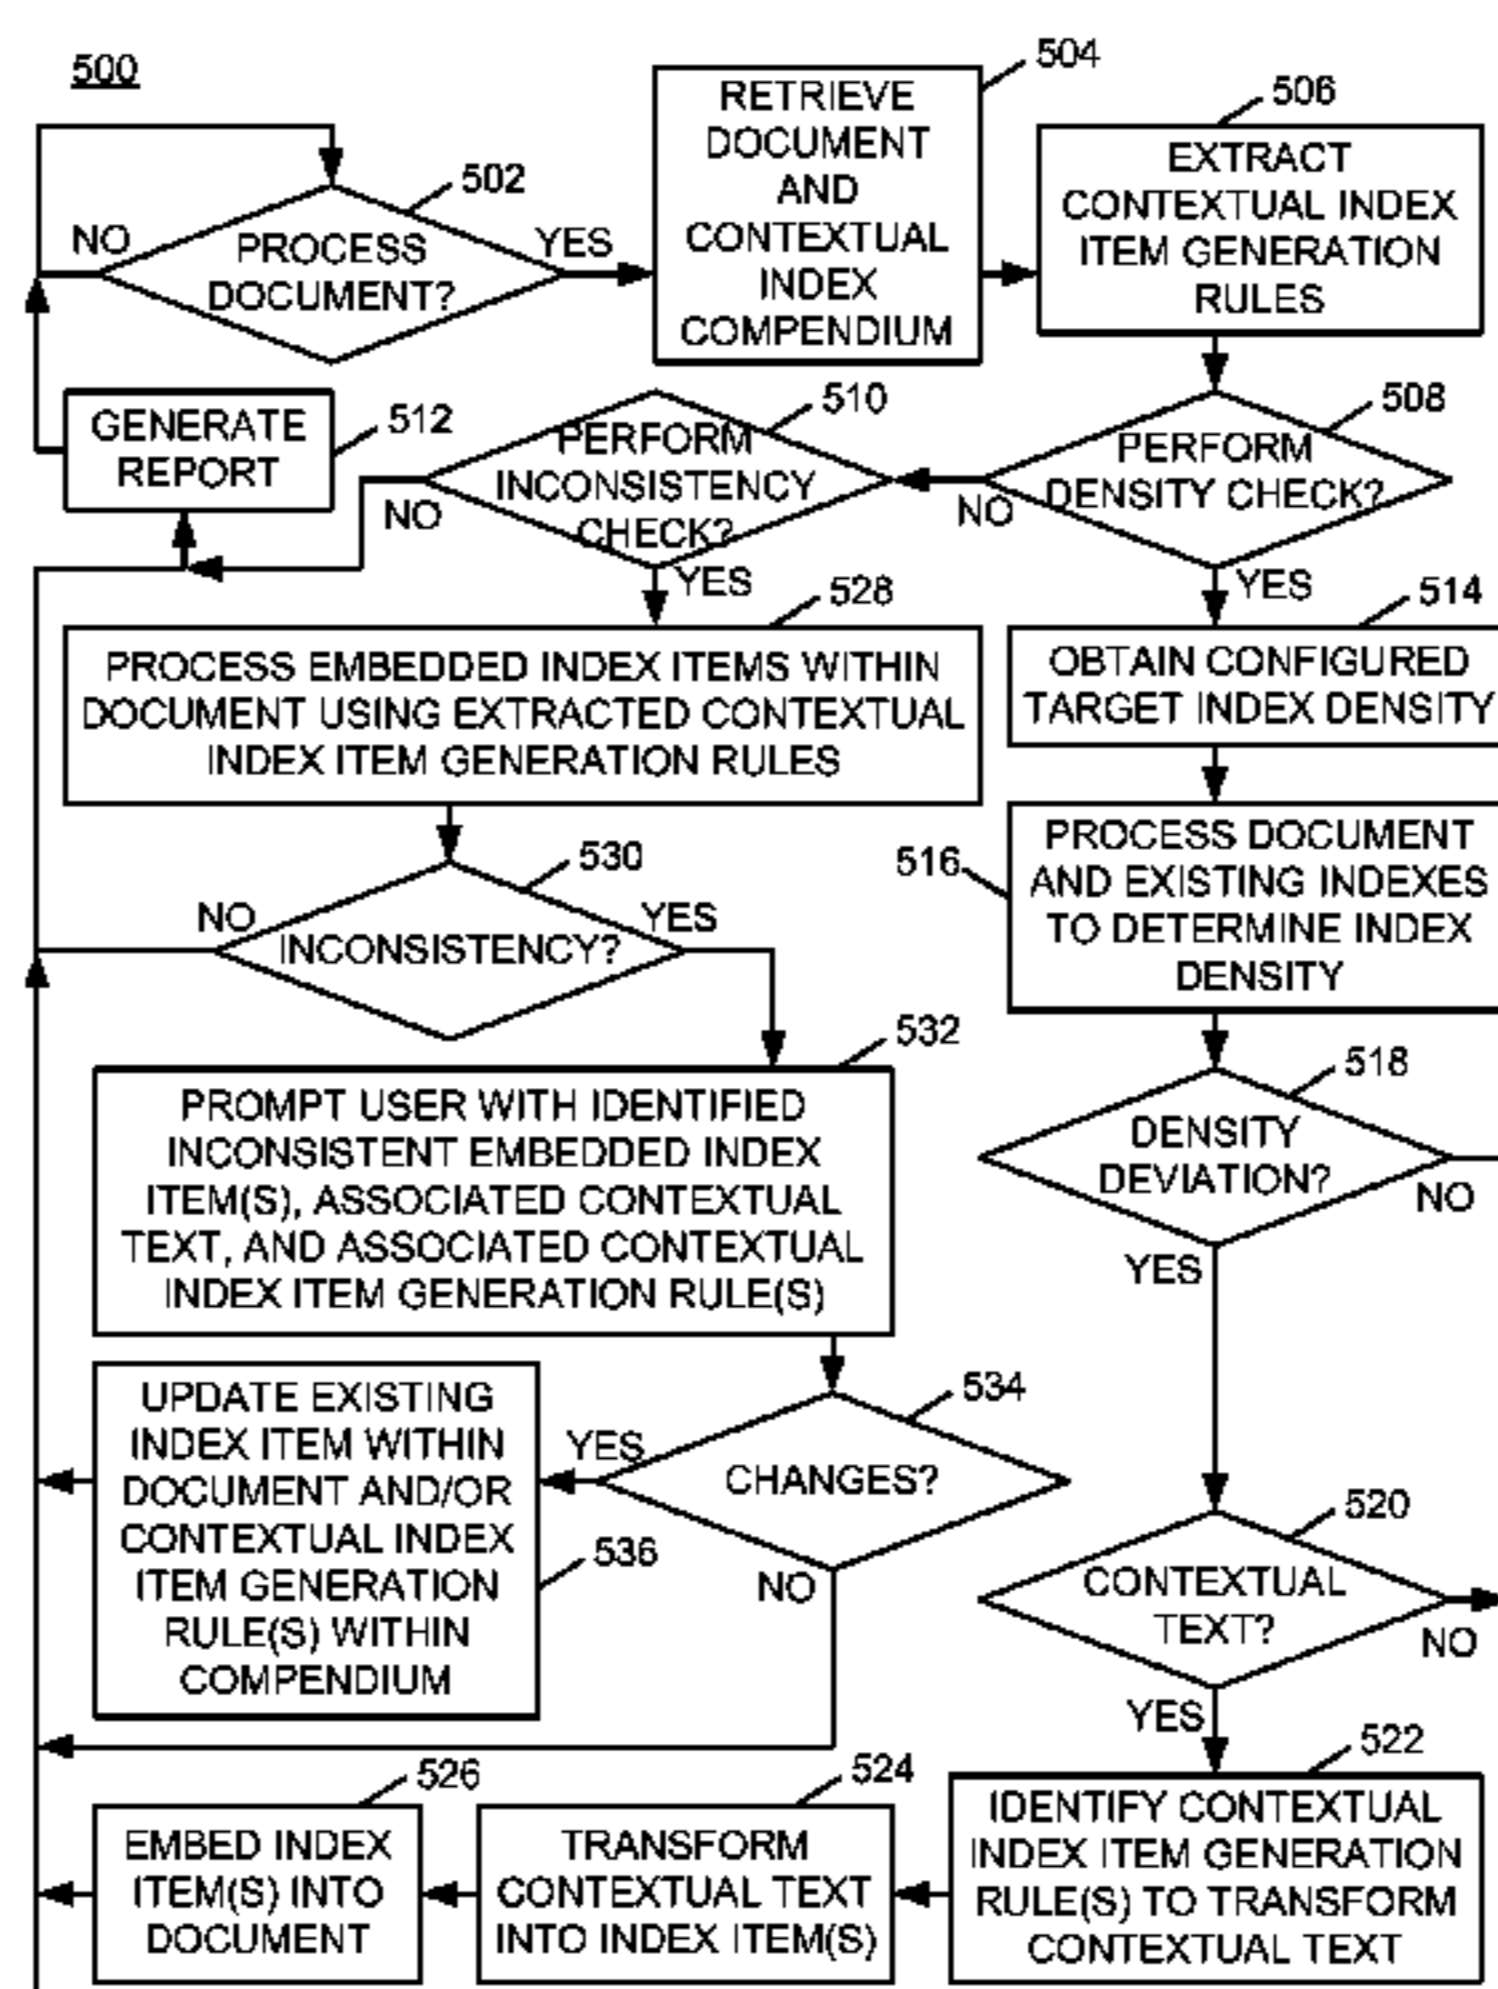 500
502
NO
PROCESS
DOCUMENT?
YES
504
RETRIEVE
DOCUMENT
AND
CONTEXTUAL
INDEX
COMPENDIUM
506
EXTRACT
CONTEXTUAL INDEX
ITEM GENERATION
RULES
508
PERFORM
DENSITY CHECK?
NO
YES
510
PERFORM
INCONSISTENCY
CHECK?
NO
YES
512
GENERATE
REPORT
514
OBTAIN CONFIGURED
TARGET INDEX DENSITY
516
PROCESS DOCUMENT
AND EXISTING INDEXES
TO DETERMINE INDEX
DENSITY
518
DENSITY
DEVIATION?
NO
YES
520
CONTEXTUAL
TEXT?
NO
YES
522
IDENTIFY CONTEXTUAL
INDEX ITEM GENERATION
RULE(S) TO TRANSFORM
CONTEXTUAL TEXT
524
TRANSFORM
CONTEXTUAL TEXT
INTO INDEX ITEM(S)
526
EMBED INDEX
ITEM(S) INTO
DOCUMENT
528
PROCESS EMBEDDED INDEX ITEMS WITHIN
DOCUMENT USING EXTRACTED CONTEXTUAL
INDEX ITEM GENERATION RULES
530
NO
INCONSISTENCY?
YES
532
PROMPT USER WITH IDENTIFIED
INCONSISTENT EMBEDDED INDEX
ITEM(S), ASSOCIATED CONTEXTUAL
TEXT, AND ASSOCIATED CONTEXTUAL
INDEX ITEM GENERATION RULE(S)
534
YES
CHANGES?
NO
536
UPDATE EXISTING
INDEX ITEM WITHIN
DOCUMENT AND/OR
CONTEXTUAL INDEX
ITEM GENERATION
RULE(S) WITHIN
COMPENDIUM